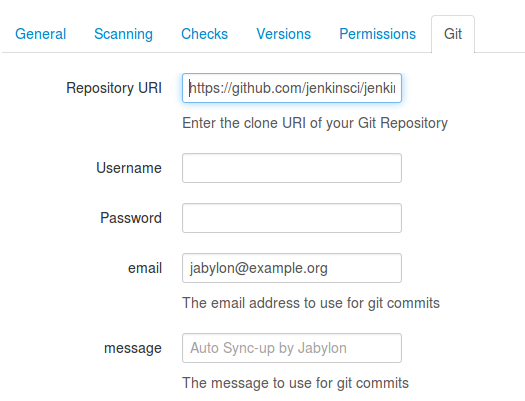 General Scanning Checks Versions Permissions Git
Repository URI https://github.com/jenkinsci/jenki
Enter the clone URI of your Git Repository
Username
Password
email jabylon@example.org
The email address to use for git commits
message Auto Sync-up by Jabylon
The message to use for git commits